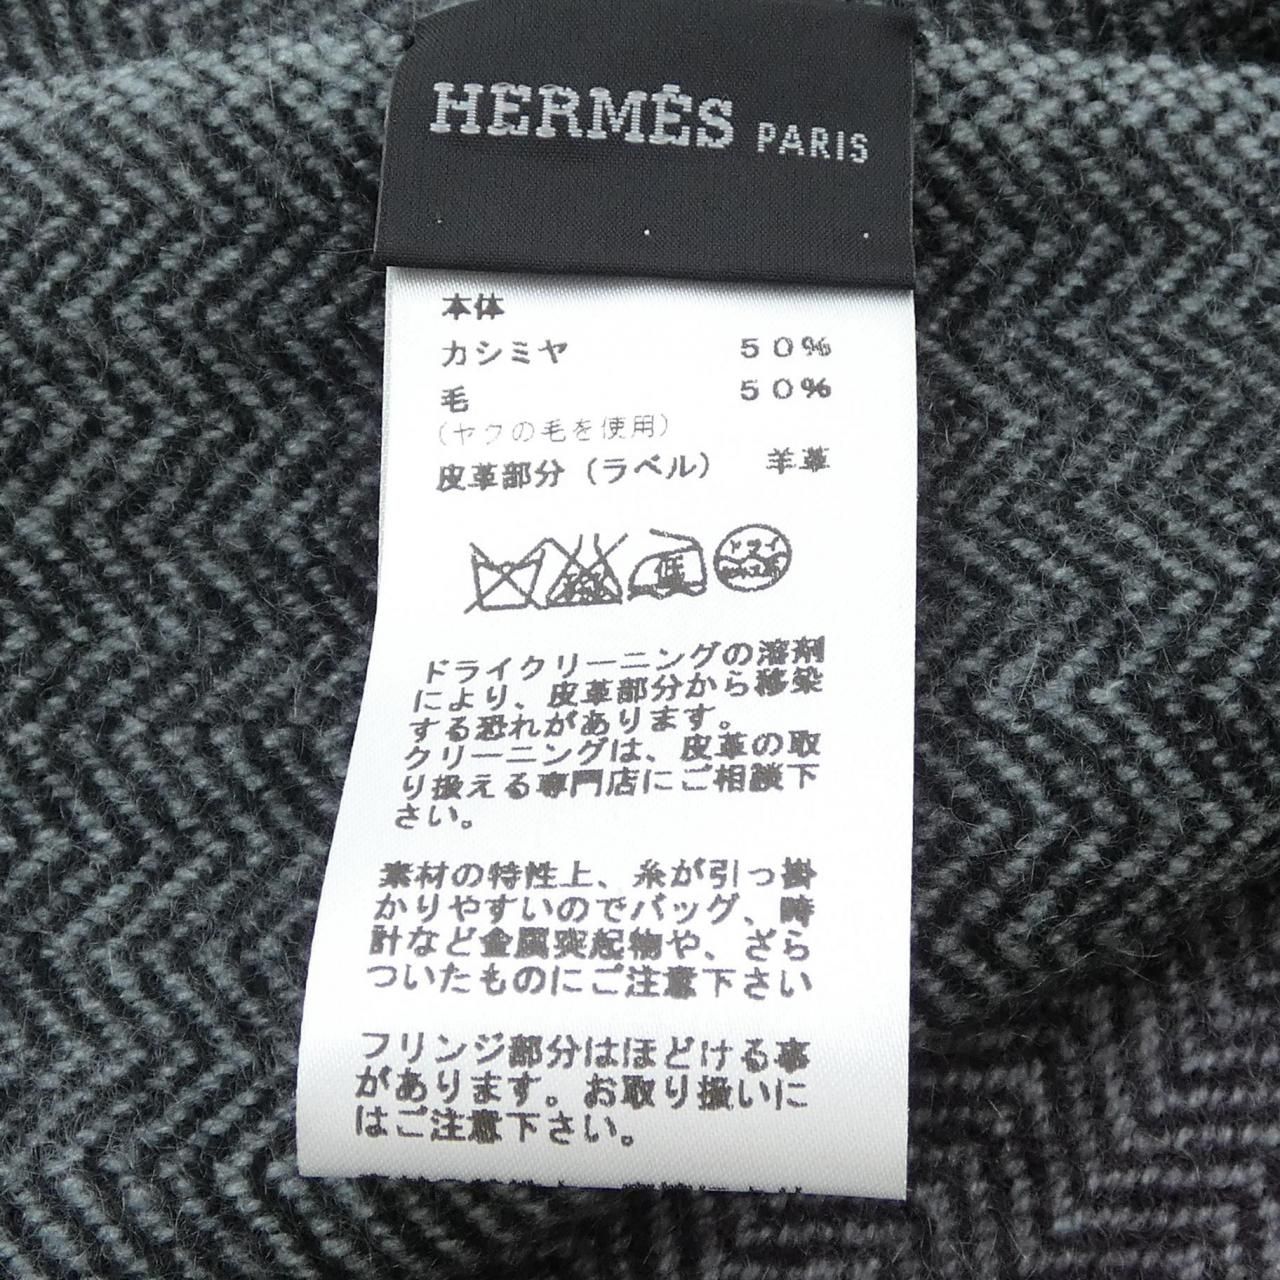 HERMÈS PARIS
本体
カシミヤ 50%
毛 50%
(ヤクの毛を使用)
皮革部分(ラベル) 羊革
低 ドライ
ドライクリーニングの溶剤
により、皮革部分から移染
する恐れがあります。
クリーニングは、皮革の取
り扱える専門店にご相談下
さい。
素材の特性上、糸が引っ掛
かりやすいのでバッグ、時
計など金属突起物や、ざら
ついたものにご注意下さい
フリンジ部分はほどける事
があります。お取り扱いに
はご注意下さい。